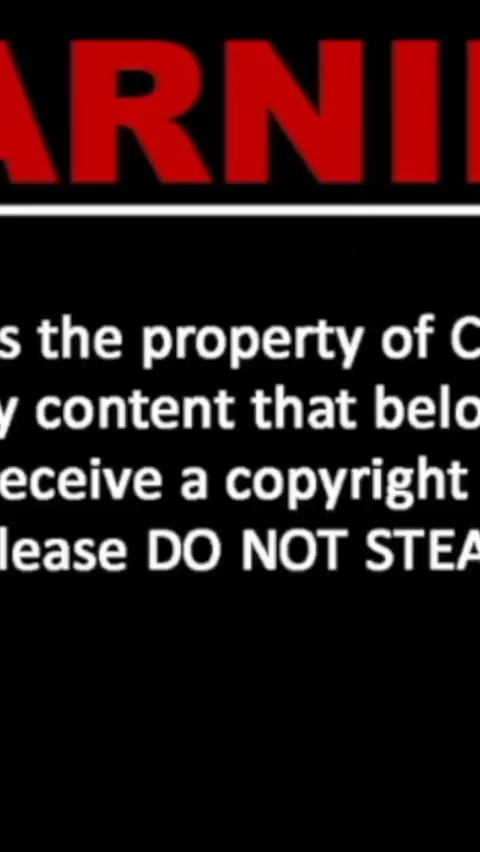 ARNI
s the property of C
y content that belo
eceive a copyright
lease DO NOT STEA